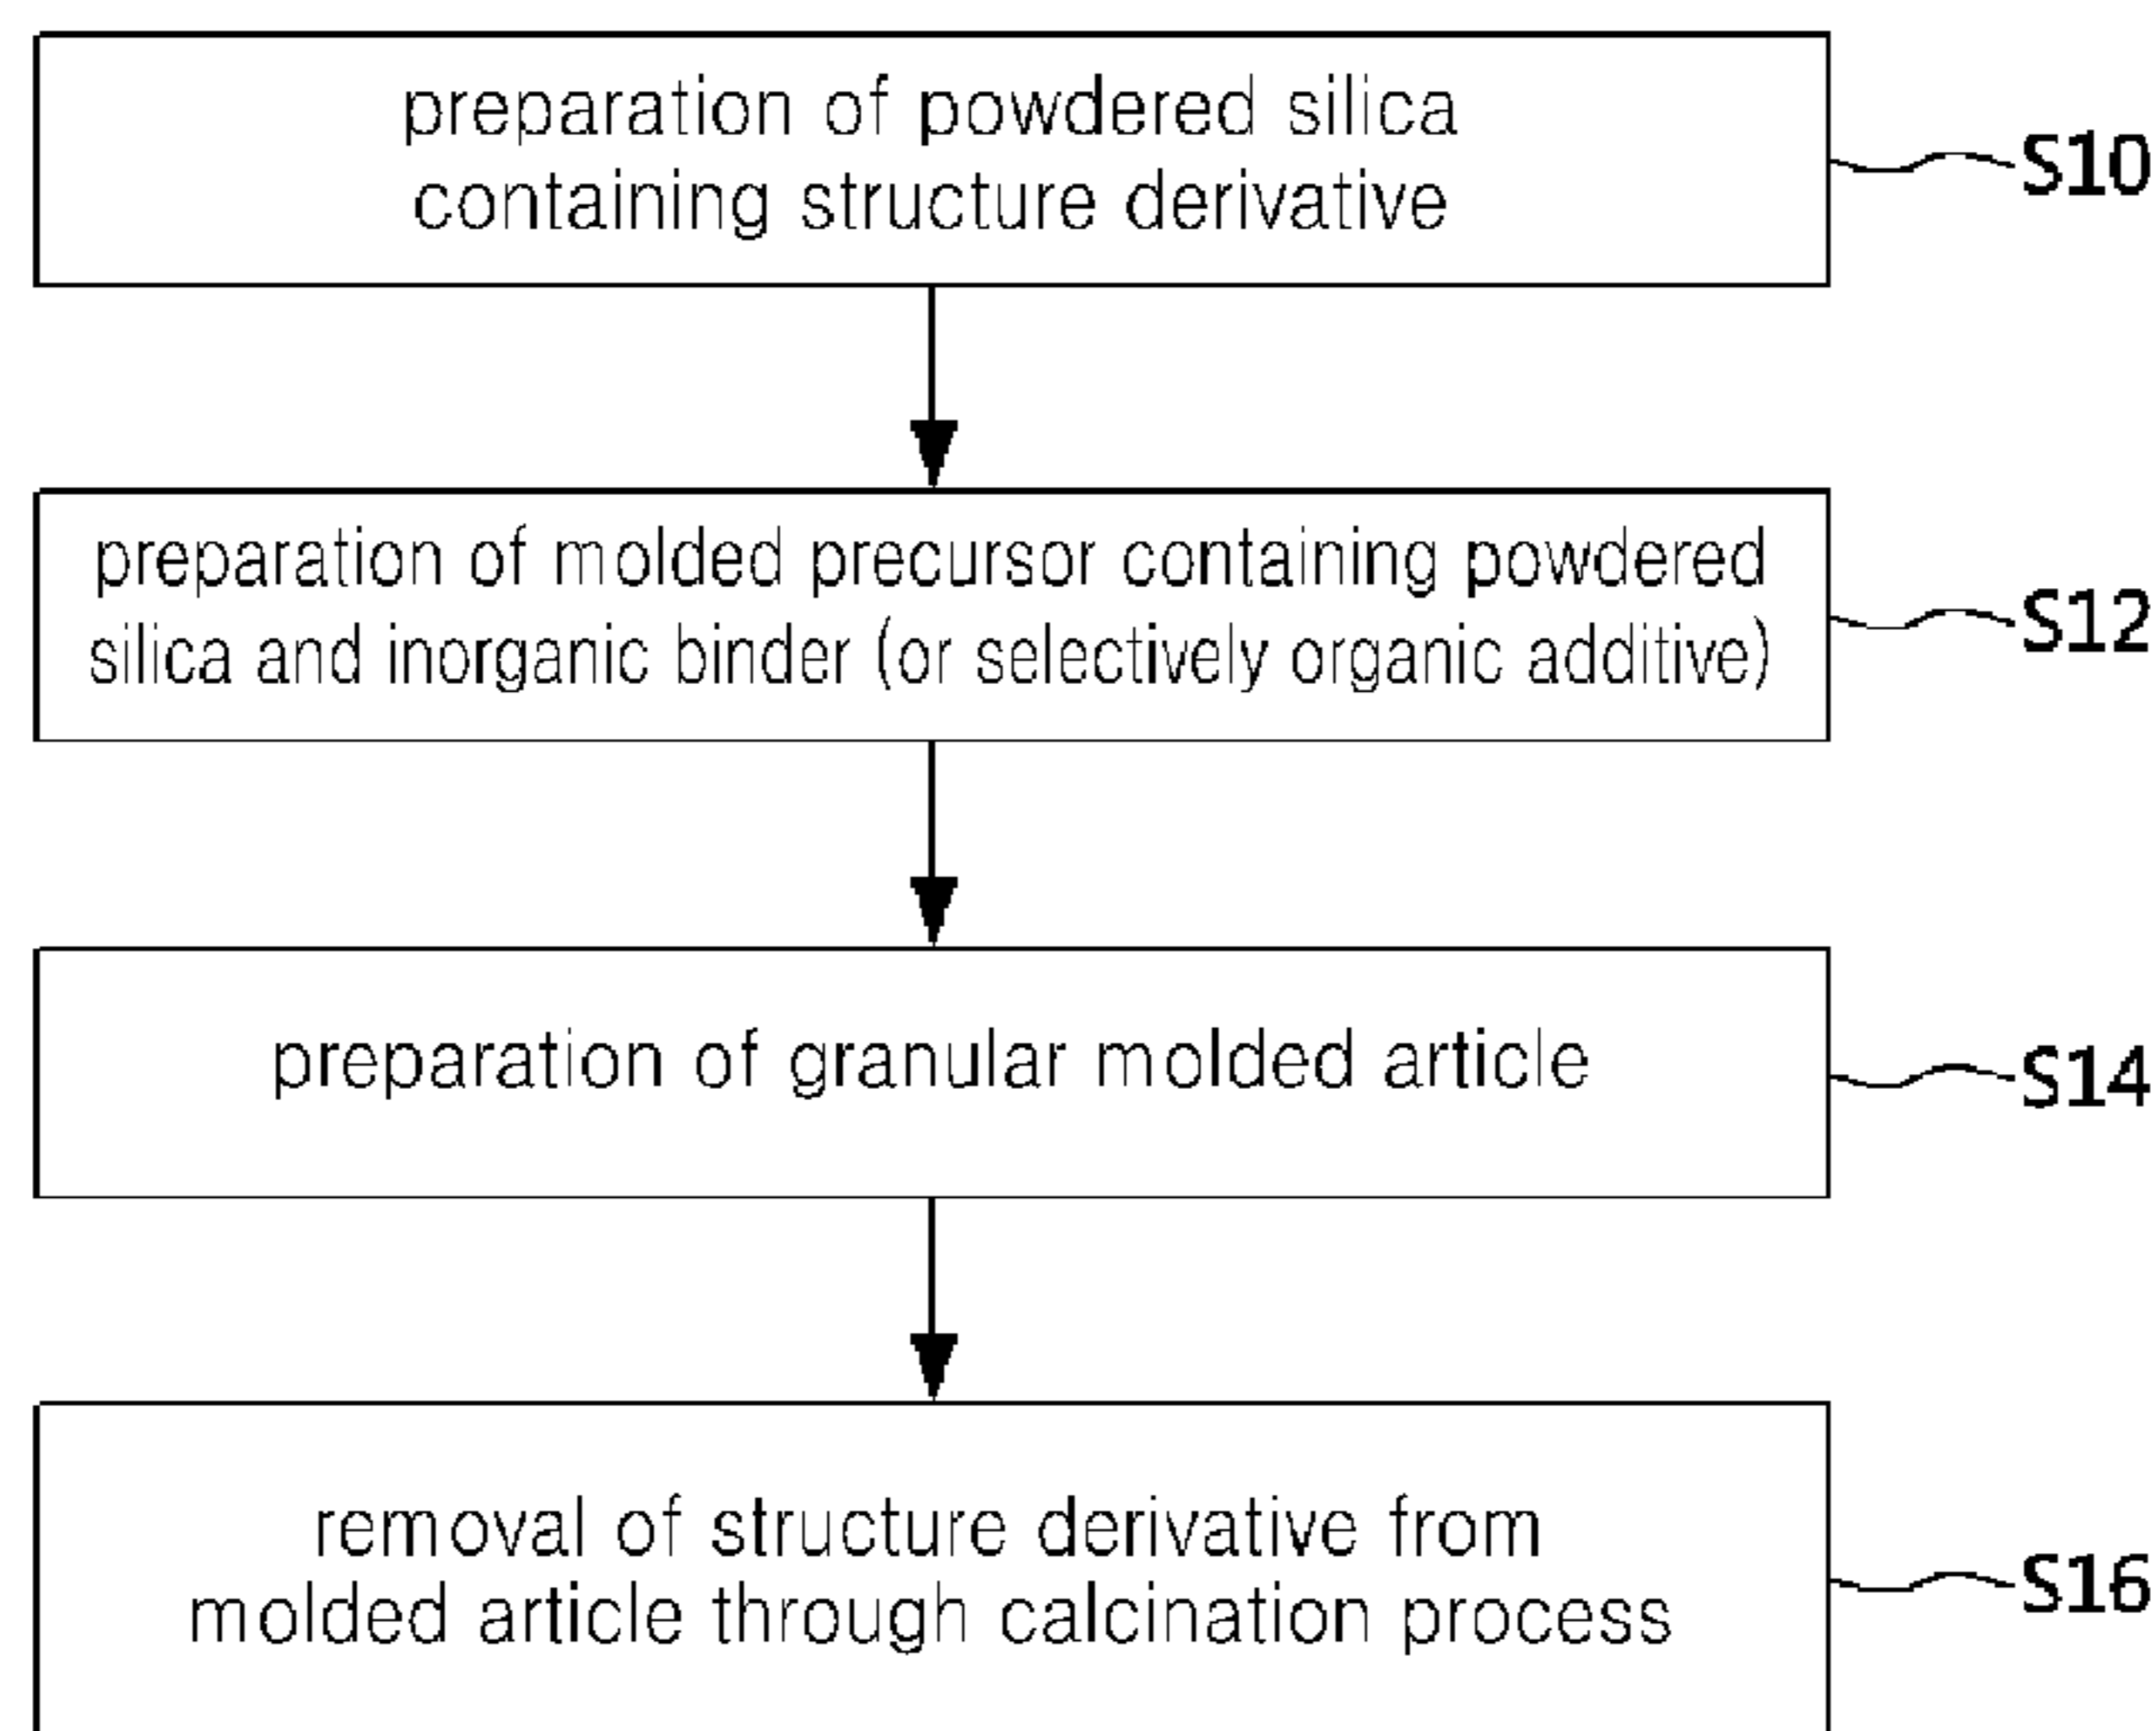 preparation of powdered silica
containing structure derivative
S10
preparation of molded precursor containing powdered
silica and inorganic binder (or selectively organic additive)
S12
preparation of granular molded article
S14
removal of structure derivative from
molded article through calcination process
S16